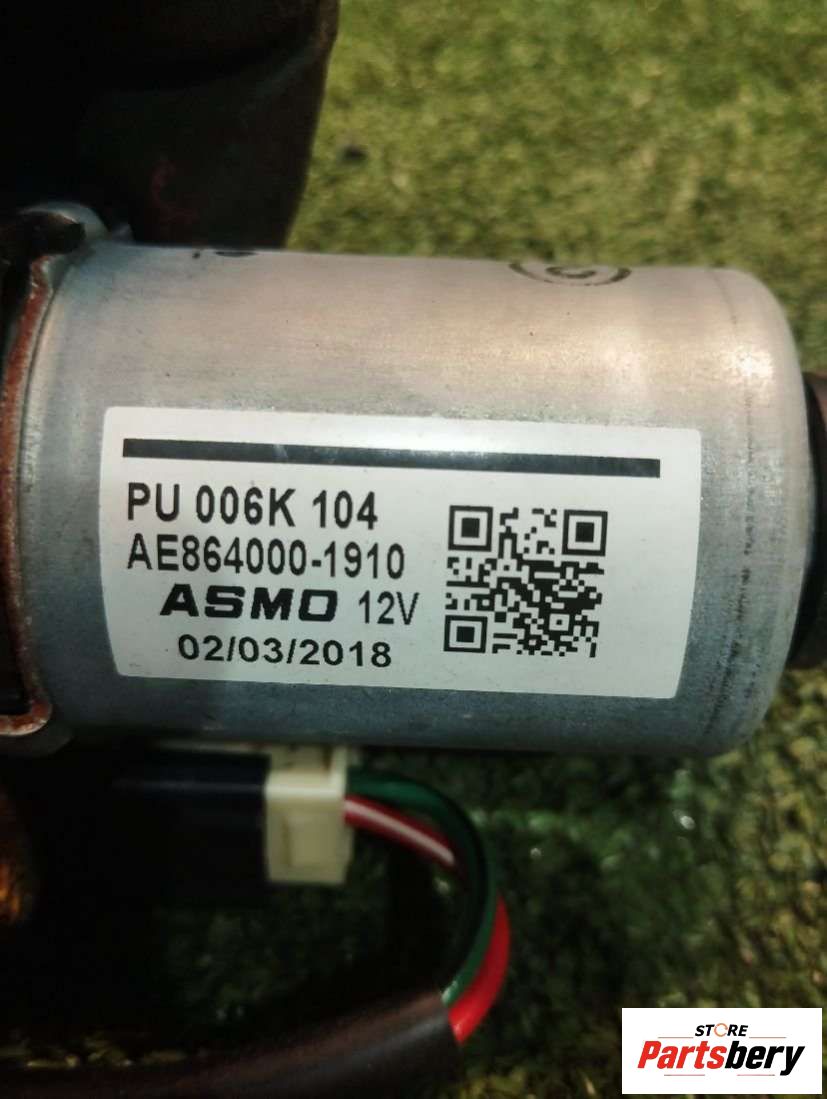 PU 006K 104
AE864000-1910
ASMO 12V
02/03/2018
STORE
Partsbery